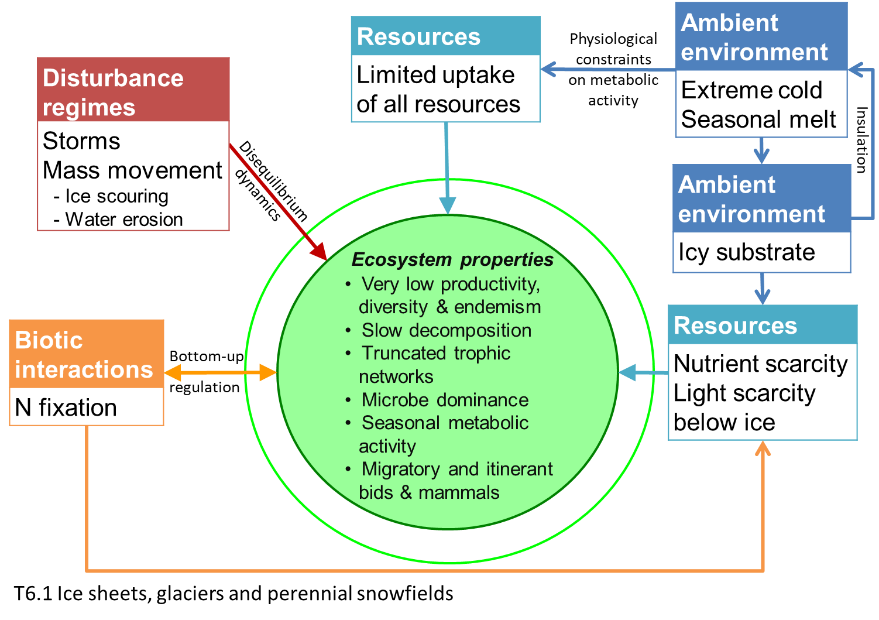 Resources
Limited uptake
of all resources
Physiological
constraints
on metabolic
activity
Ambient
environment
Extreme cold
Seasonal melt
Insulation
Disturbance
regimes
Storms
Mass movement
- Ice scouring
- Water erosion
Disequilibrium
dynamics
Ambient
environment
Icy substrate
Ecosystem properties
• Very low productivity,
diversity & endemism
• Slow decomposition
• Truncated trophic
networks
• Microbe dominance
• Seasonal metabolic
activity
• Migratory and itinerant
bids & mammals
Resources
Nutrient scarcity
Light scarcity
below ice
Biotic
interactions
N fixation
Bottom-up
regulation
T6.1 Ice sheets, glaciers and perennial snowfields